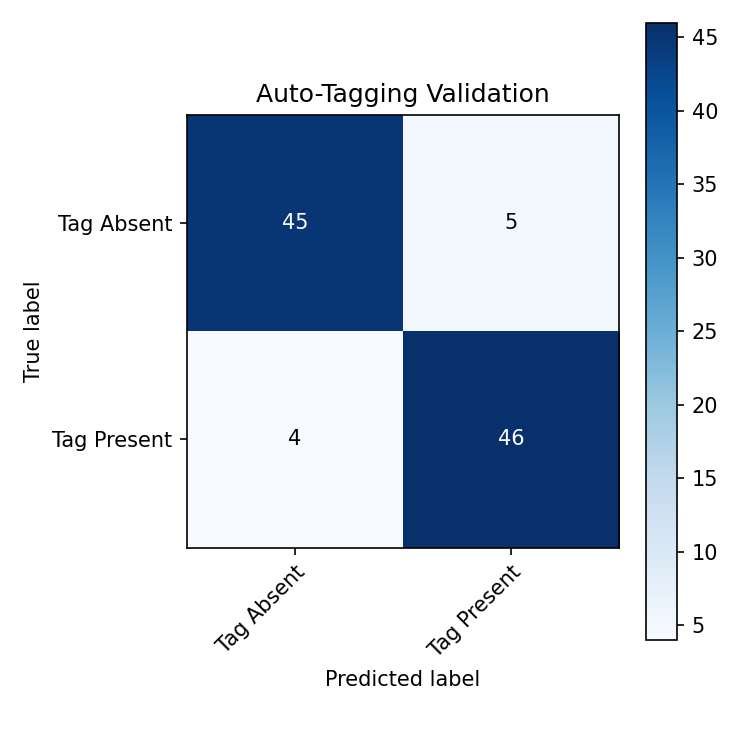 Auto-Tagging Validation
True label
Tag Absent
45
5
Tag Present
4
46
Tag Absent
Tag Present
Predicted label
45
40
35
30
25
20
15
10
5